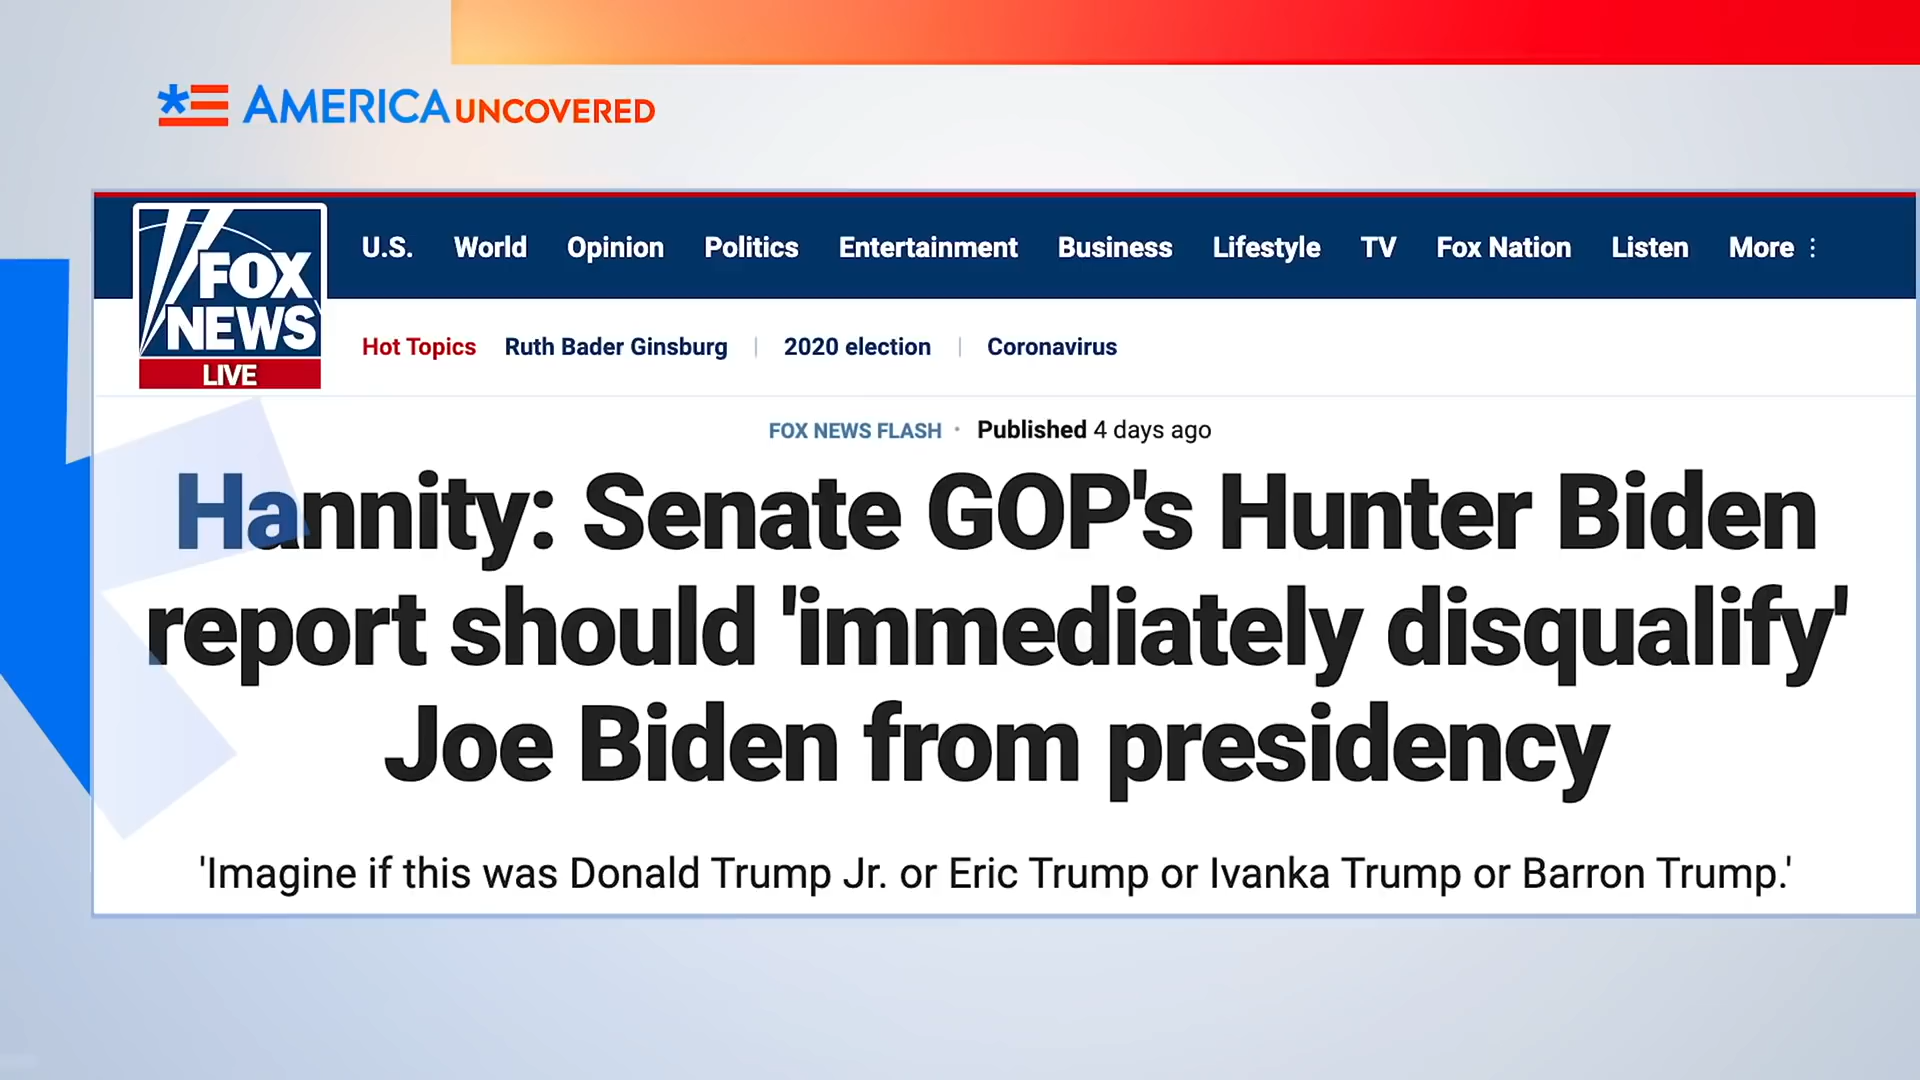 AMERICA UNCOVERED
FOX NEWS LIVE
U.S. World Opinion Politics Entertainment Business Lifestyle TV Fox Nation Listen More
Hot Topics Ruth Bader Ginsburg | 2020 election | Coronavirus
FOX NEWS FLASH · Published 4 days ago
Hannity: Senate GOP's Hunter Biden
report should 'immediately disqualify'
Joe Biden from presidency
'Imagine if this was Donald Trump Jr. or Eric Trump or Ivanka Trump or Barron Trump.'